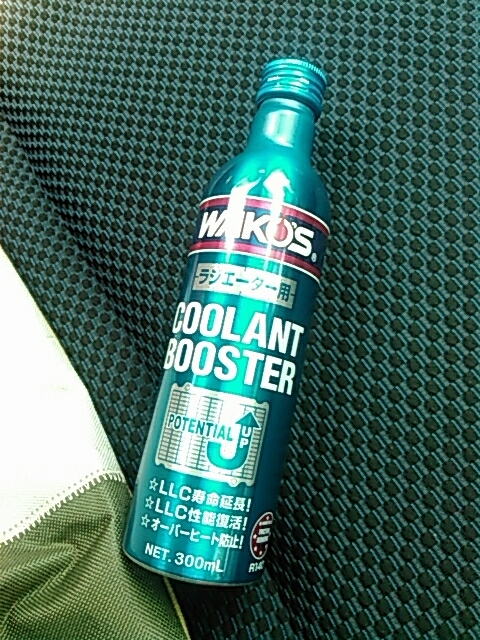 WAKO'S®
ラジエーター用
COOLANT
BOOSTER
POTENTIAL UP
☆LLC寿命延長!
☆LLC性能復活!
☆オーバーヒート防止!
NET. 300mL